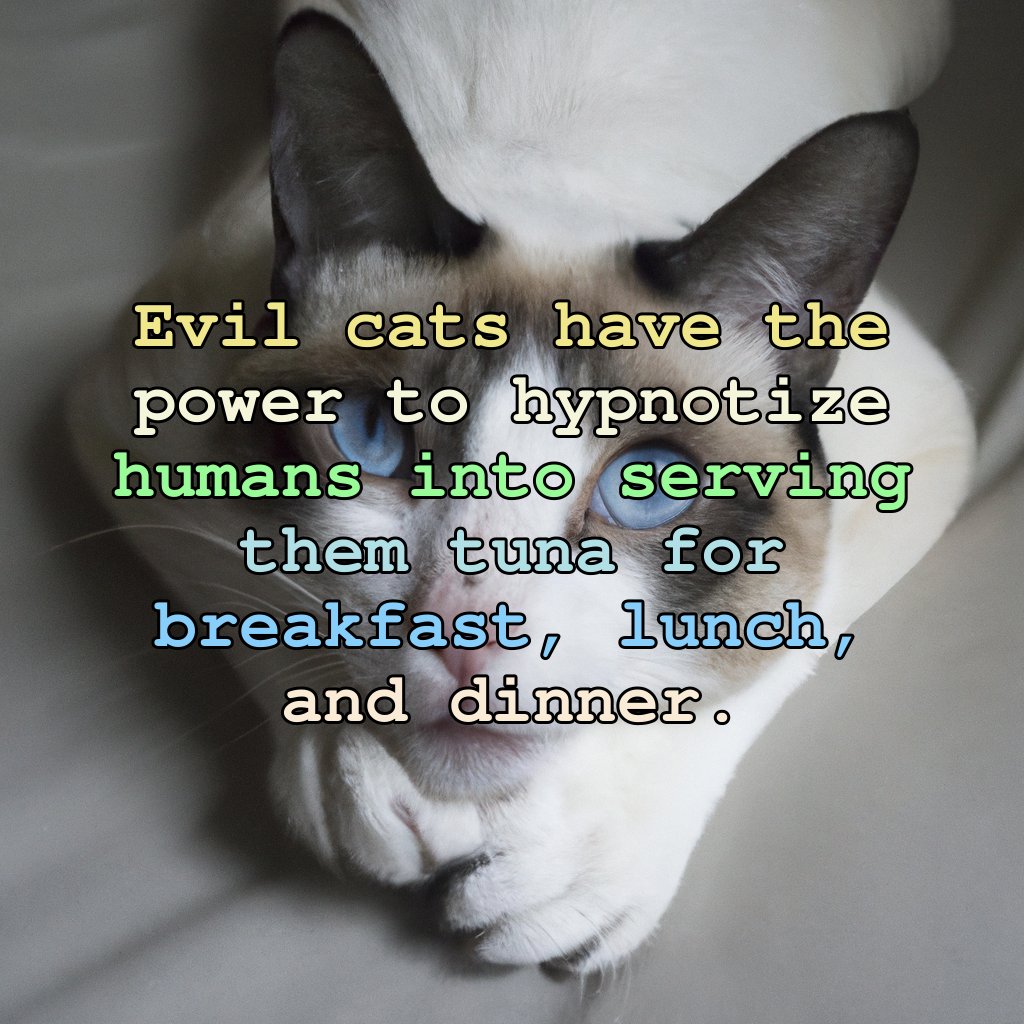 Evil cats have the
power to hypnotize
humans into serving
them tuna for
breakfast, lunch,
and dinner.